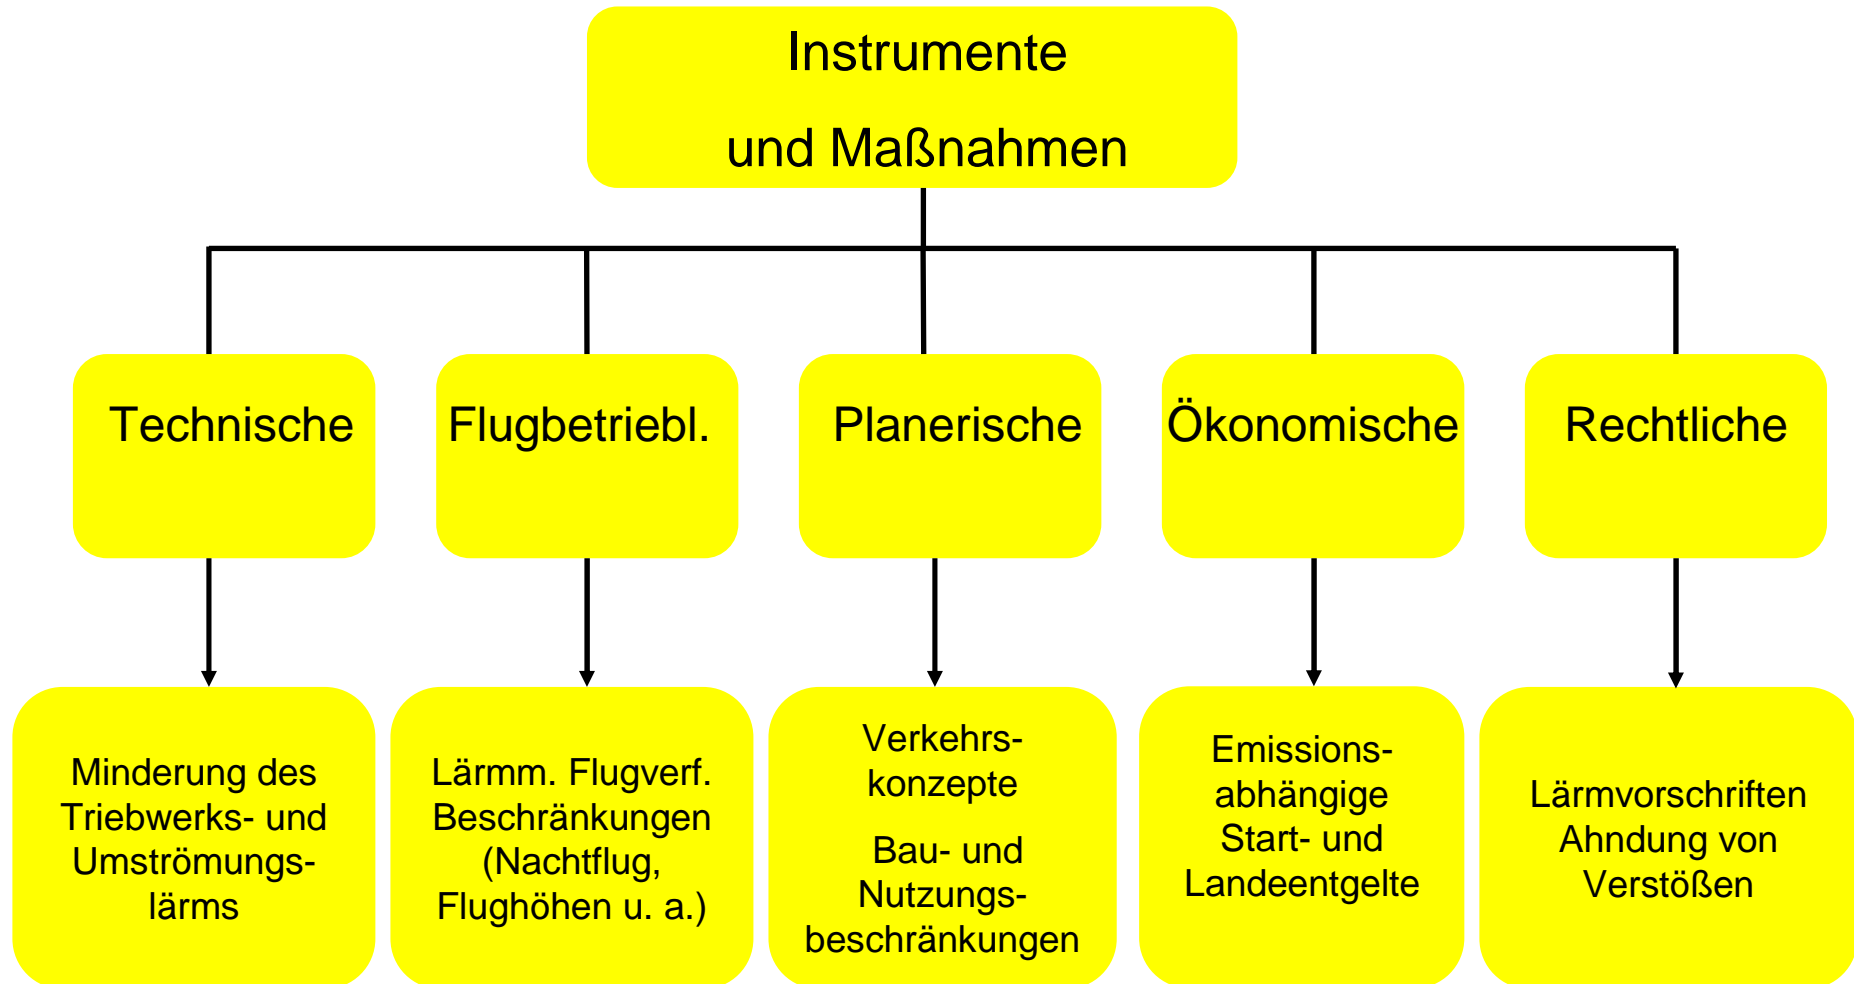 Instrumente
und Maßnahmen
Technische
Flugbetriebl.
Planerische
Ökonomische
Rechtliche
Minderung des
Triebwerks- und
Umströmungs-
lärms
Lärmm. Flugverf.
Beschränkungen
(Nachtflug,
Flughöhen u. a.)
Verkehrs-
konzepte
Bau- und
Nutzungs-
beschränkungen
Emissions-
abhängige
Start- und
Landeentgelte
Lärmvorschriften
Ahndung von
Verstößen